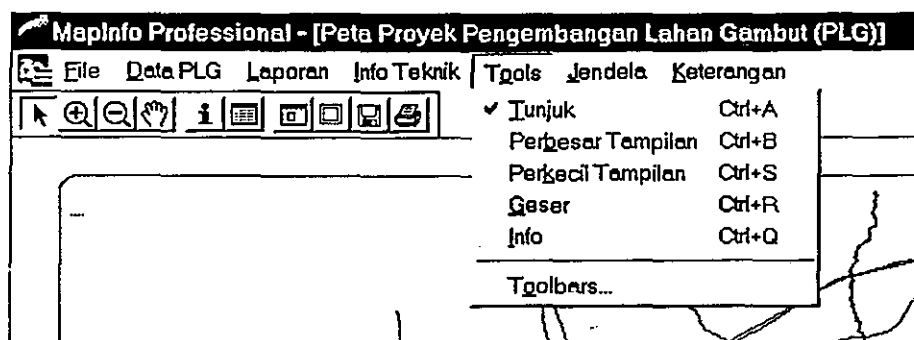 MapInfo Professional - [Peta Proyek Pengembangan Lahan Gambut (PLG)]
File Data PLG Laporan Info Teknik Tools Jendela Keterangan
Tunjuk Ctrl+A
Perbesar Tampilan Ctrl+B
Perkecil Tampilan Ctrl+S
Geser Ctrl+R
Info Ctrl+Q
Toolbars...